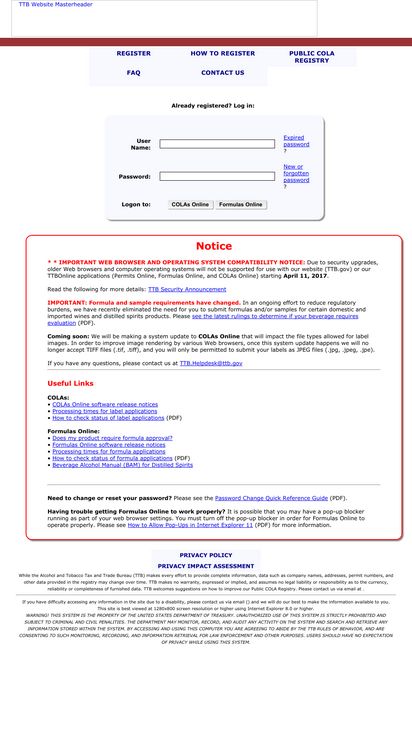 TTB Website Masterheader
REGISTER
HOW TO REGISTER
PUBLIC COLA
REGISTRY
FAQ
CONTACT US
Already registered? Log in:
User
Name:
Expired
password
?
Password:
New or
forgotten
password
?
Logon to:
COLAs Online
Formulas Online
Notice
* * IMPORTANT WEB BROWSER AND OPERATING SYSTEM COMPATIBILITY NOTICE: Due to security upgrades,
older Web browsers and computer operating systems will not be supported for use with our website (TTB.gov) or our
TTBOnline applications (Permits Online, Formulas Online, and COLAs Online) starting April 11, 2017.
Read the following for more details: TTB Security Announcement
IMPORTANT: Formula and sample requirements have changed. In an ongoing effort to reduce regulatory
burdens, we have recently eliminated the need for you to submit formulas and/or samples for certain domestic and
imported wines and distilled spirits products. Please see the latest rulings to determine if your beverage requires
evaluation (PDF).
Coming soon: We will be making a system update to COLAs Online that will impact the file types allowed for label
images. In order to improve image rendering by various Web browsers, once this system update happens we will no
longer accept TIFF files (.tif, .tiff), and you will only be permitted to submit your labels as JPEG files (.jpg, .jpeg, .jpe).
If you have any questions, please contact us at TTB.Helpdesk@ttb.gov
Useful Links
COLAs:
• COLAs Online software release notices
• Processing times for label applications
• How to check status of label applications (PDF)
Formulas Online:
• Does my product require formula approval?
• Formulas Online software release notices
• Processing times for formula applications
• How to check status of formula applications (PDF)
• Beverage Alcohol Manual (BAM) for Distilled Spirits
Need to change or reset your password? Please see the Password Change Quick Reference Guide (PDF).
Having trouble getting Formulas Online to work properly? It is possible that you may have a pop-up blocker
running as part of your web browser settings. You must turn off the pop-up blocker in order for Formulas Online to
operate properly. Please see How to Allow Pop-Ups in Internet Explorer 11 (PDF) for more information.
PRIVACY POLICY
PRIVACY IMPACT ASSESSMENT
While the Alcohol and Tobacco Tax and Trade Bureau (TTB) makes every effort to provide complete information, data such as company names, addresses, permit numbers, and
other data provided in the registry may change over time. TTB makes no warranty, expressed or implied, and assumes no legal liability or responsibility as to the currency,
reliability or completeness of furnished data. TTB welcomes suggestions on how to improve our Public COLA Registry. Please contact us via email at .
If you have difficulty accessing any information in the site due to a disability, please contact us via email () and we will do our best to make the information available to you.
This site is best viewed at 1280x800 screen resolution or higher using Internet Explorer 8.0 or higher.
WARNING! THIS SYSTEM IS THE PROPERTY OF THE UNITED STATES DEPARTMENT OF TREASURY. UNAUTHORIZED USE OF THIS SYSTEM IS STRICTLY PROHIBITED AND
SUBJECT TO CRIMINAL AND CIVIL PENALTIES. THE DEPARTMENT MAY MONITOR, RECORD, AND AUDIT ANY ACTIVITY ON THE SYSTEM AND SEARCH AND RETRIEVE ANY
INFORMATION STORED WITHIN THE SYSTEM. BY ACCESSING AND USING THIS COMPUTER YOU ARE AGREEING TO ABIDE BY THE TTB RULES OF BEHAVIOR, AND ARE
CONSENTING TO SUCH MONITORING, RECORDING, AND INFORMATION RETRIEVAL FOR LAW ENFORCEMENT AND OTHER PURPOSES. USERS SHOULD HAVE NO EXPECTATION
OF PRIVACY WHILE USING THIS SYSTEM.